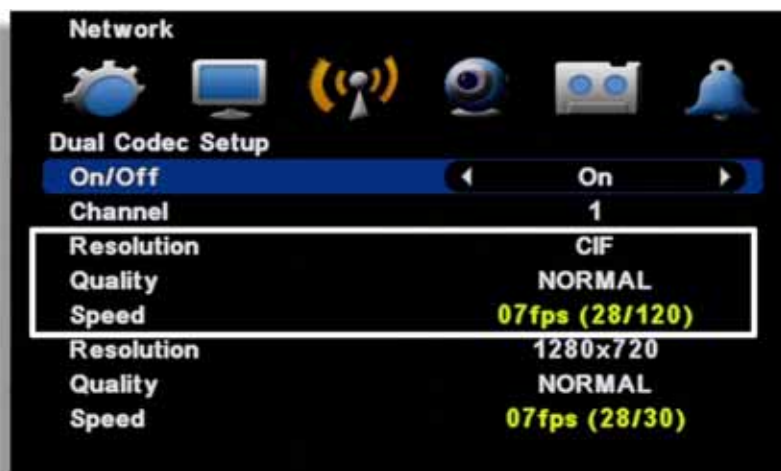 Network
Dual Codec Setup
On/Off On
Channel 1
Resolution CIF
Quality NORMAL
Speed 07fps (28/120)
Resolution 1280x720
Quality NORMAL
Speed 07fps (28/30)